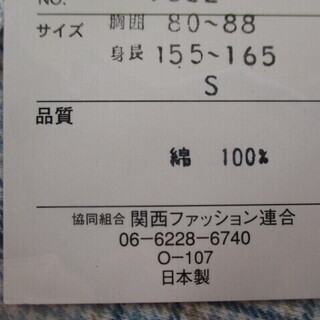 NO.
サイズ 胸囲 80~88
身長 155~165
S
品質
綿 100%
協同組合 関西ファッション連合
06-6228-6740
O-107
日本製